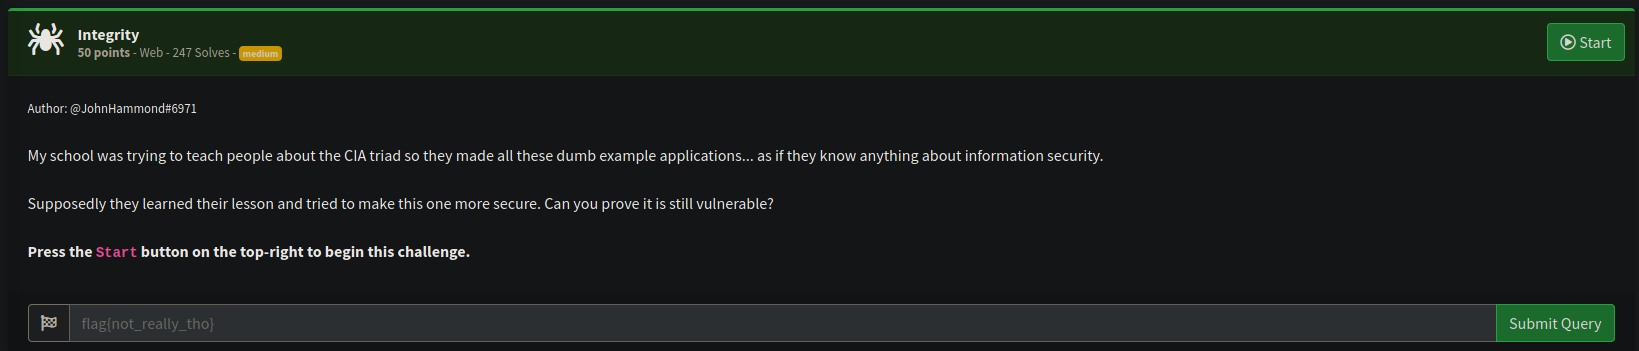 Integrity
50 points - Web - 247 Solves - medium
Start
Author: @JohnHammond#6971
My school was trying to teach people about the CIA triad so they made all these dumb example applications... as if they know anything about information security.
Supposedly they learned their lesson and tried to make this one more secure. Can you prove it is still vulnerable?
Press the Start button on the top-right to begin this challenge.
flag{not_really_tho}
Submit Query